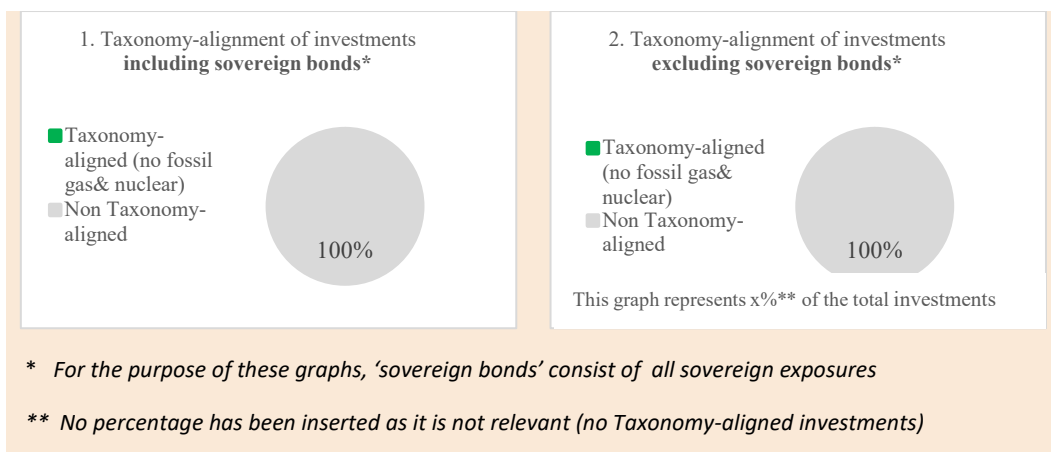 1. Taxonomy-alignment of investments
including sovereign bonds*
Taxonomy-
aligned (no fossil
gas& nuclear)
Non Taxonomy-
aligned
100%
2. Taxonomy-alignment of investments
excluding sovereign bonds*
Taxonomy-aligned
(no fossil gas&
nuclear)
Non Taxonomy-
aligned
100%
This graph represents x%** of the total investments
* For the purpose of these graphs, ‘sovereign bonds’ consist of all sovereign exposures
** No percentage has been inserted as it is not relevant (no Taxonomy-aligned investments)